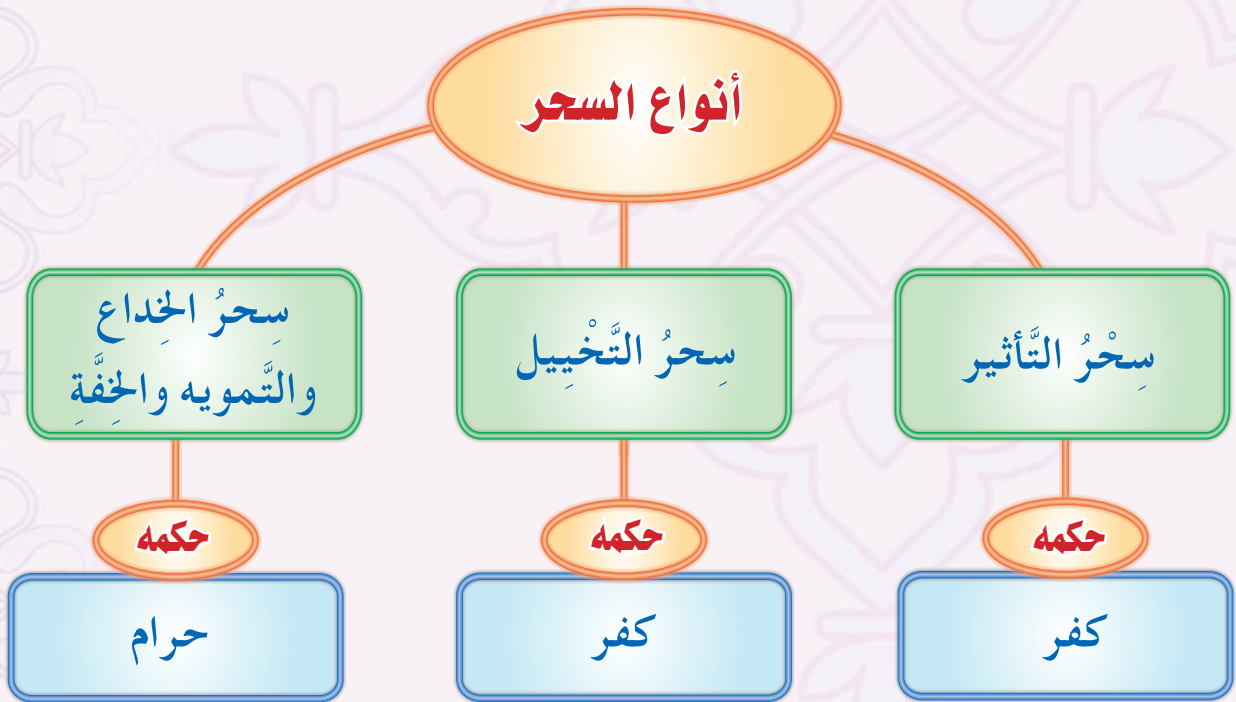 أنواع السحر
سِحْرُ التَّأثير
سِحرُ التَّخْيِيل
سِحرُ الخِداع
والتَّمويه والخِفَّةِ
حكمه
حكمه
حكمه
كفر
كفر
حرام